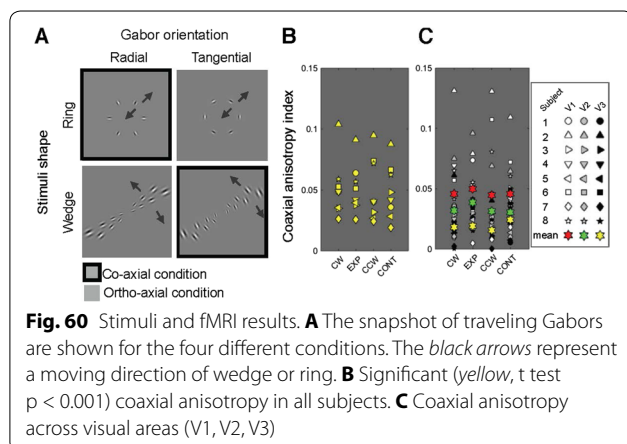 A
Gabor orientation
Radial
Tangential
Stimuli shape
Ring
Wedge
Co-axial condition
Ortho-axial condition
B
Coaxial anisotropy index
0.15
0.1
0.05
0
CW
EXP
CCW
CONT
C
0.15
0.1
0.05
0
CW
EXP
CCW
CONT
Subject V1 V2 V3
1
2
3
4
5
6
7
8
mean
Fig. 60 Stimuli and fMRI results. A The snapshot of traveling Gabors
are shown for the four different conditions. The black arrows represent
a moving direction of wedge or ring. B Significant (yellow, t test
p < 0.001) coaxial anisotropy in all subjects. C Coaxial anisotropy
across visual areas (V1, V2, V3)